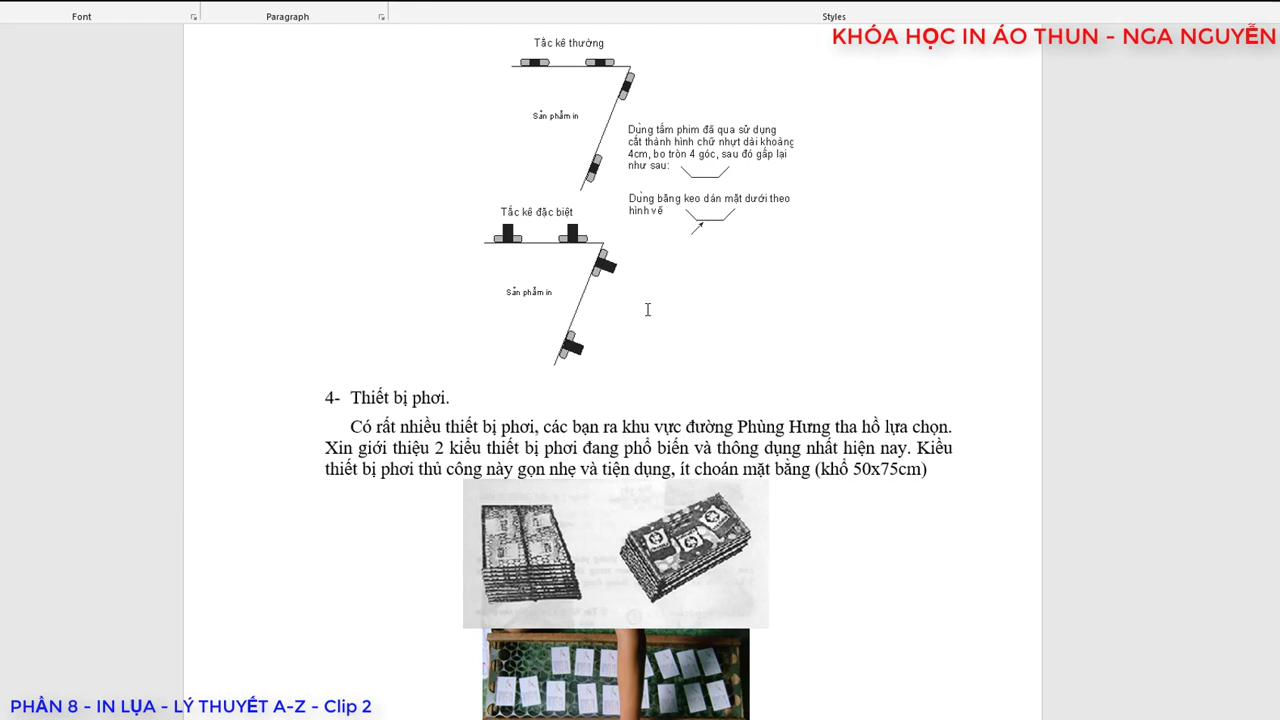 Font
Paragraph
Styles
KHÓA HỌC IN ÁO THUN - NGA NGUYỄN
Tắc kê thường
Sản phẩm in
Dùng tấm phim đã qua sử dụng
cắt thành hình chữ nhựt dài khoảng
4cm, bo tròn 4 góc, sau đó gấp lại
như sau:
Dùng băng keo dán mặt dưới theo
hình vẽ
Tắc kê đặc biệt
Sản phẩm in
4- Thiết bị phơi.
Có rất nhiều thiết bị phơi, các bạn ra khu vực đường Phùng Hưng tha hồ lựa chọn.
Xin giới thiệu 2 kiểu thiết bị phơi đang phổ biến và thông dụng nhất hiện nay. Kiều
thiết bị phơi thủ công này gọn nhẹ và tiện dụng, ít choán mặt bằng (khổ 50x75cm)
PHẦN 8 - IN LỤA - LÝ THUYẾT A-Z - Clip 2